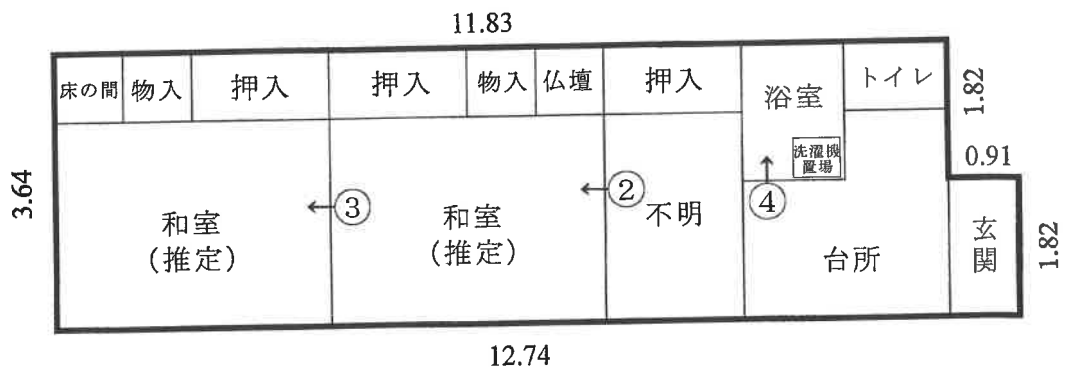 11.83
床の間 物入 押入 押入 物入 仏壇 押入 浴室 トイレ
1.82
洗濯機
置場
0.91
3.64
③ ② ④
和室
(推定)
和室
(推定)
不明
台所
玄関
1.82
12.74